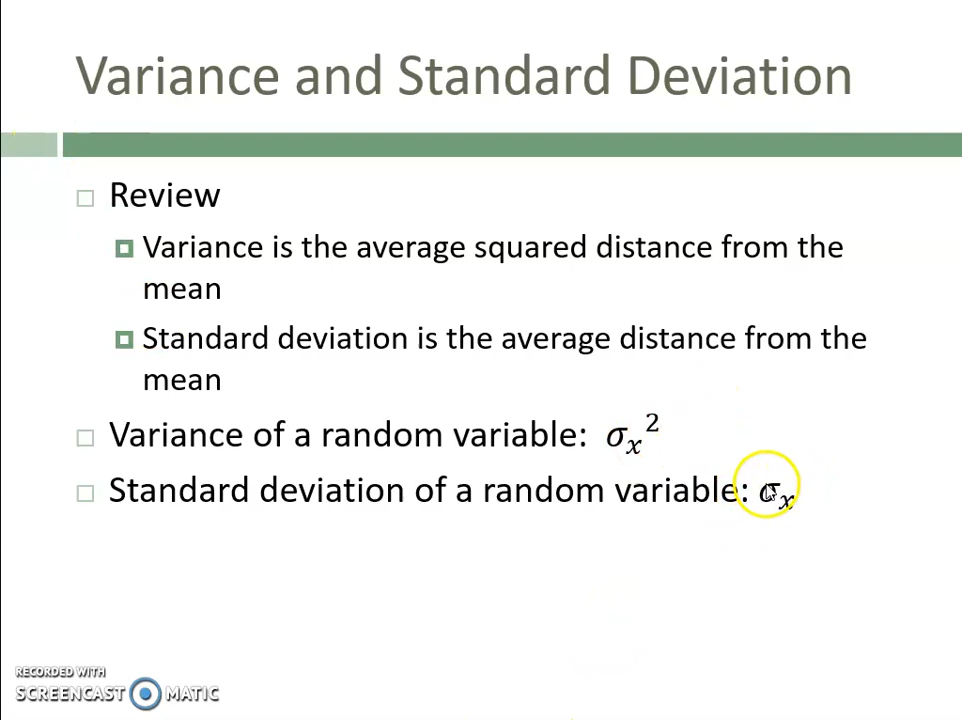 Variance and Standard Deviation
Review
Variance is the average squared distance from the
mean
Standard deviation is the average distance from the
mean
Variance of a random variable: σₓ²
Standard deviation of a random variable: σₓ
RECORDED WITH
SCREENCAST MATIC